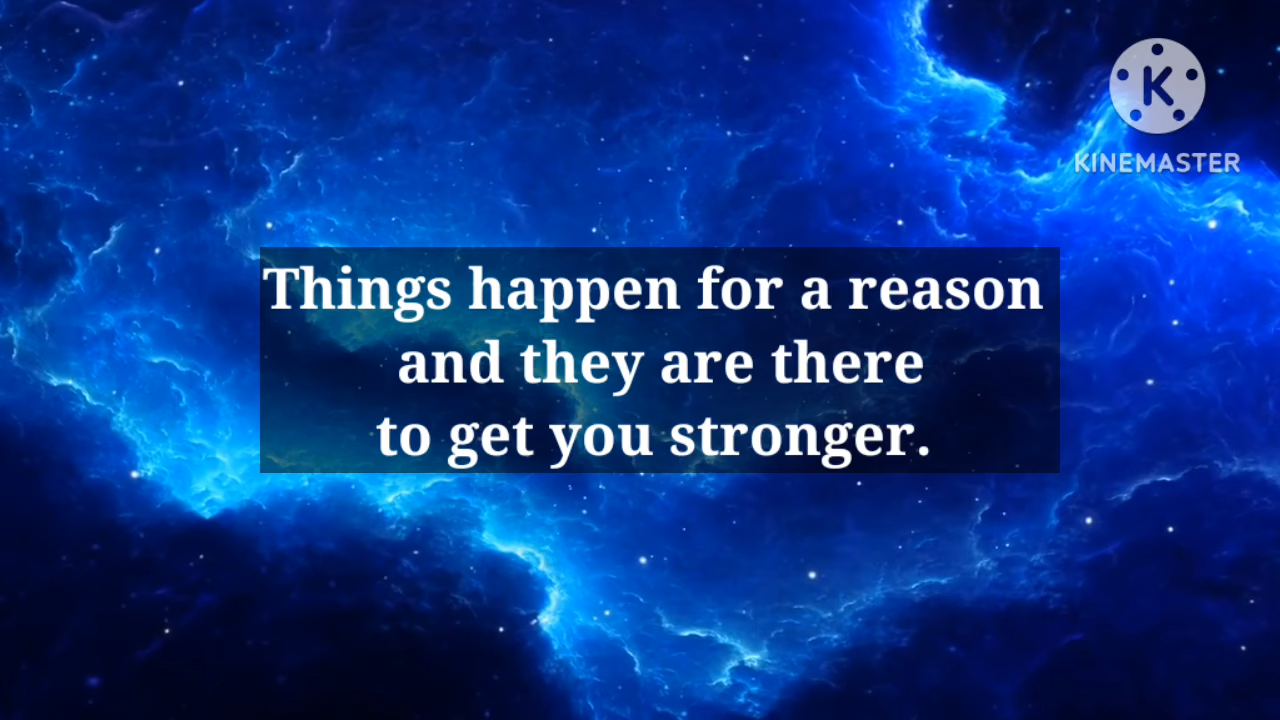 K
KINEMASTER
Things happen for a reason
and they are there
to get you stronger.